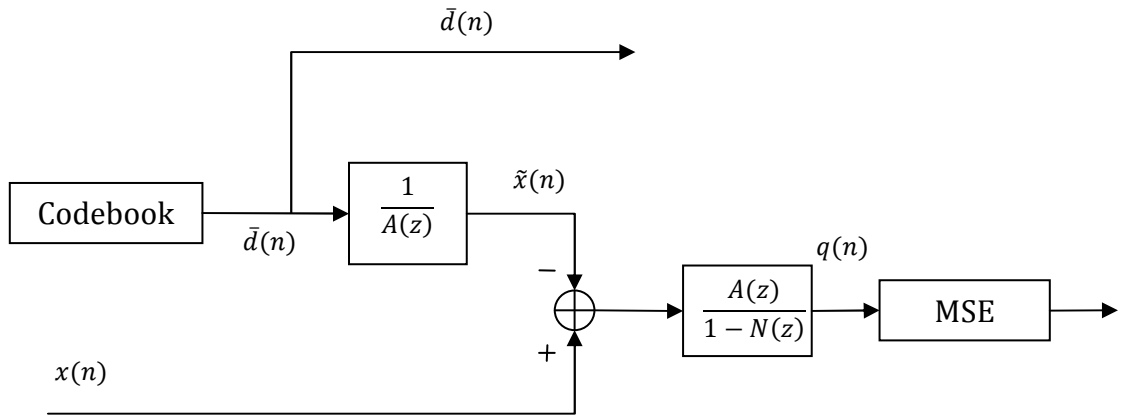 d̄(n)
Codebook
d̄(n)
1
A(z)
x̃(n)
−
+
x(n)
A(z)
1 − N(z)
q(n)
MSE